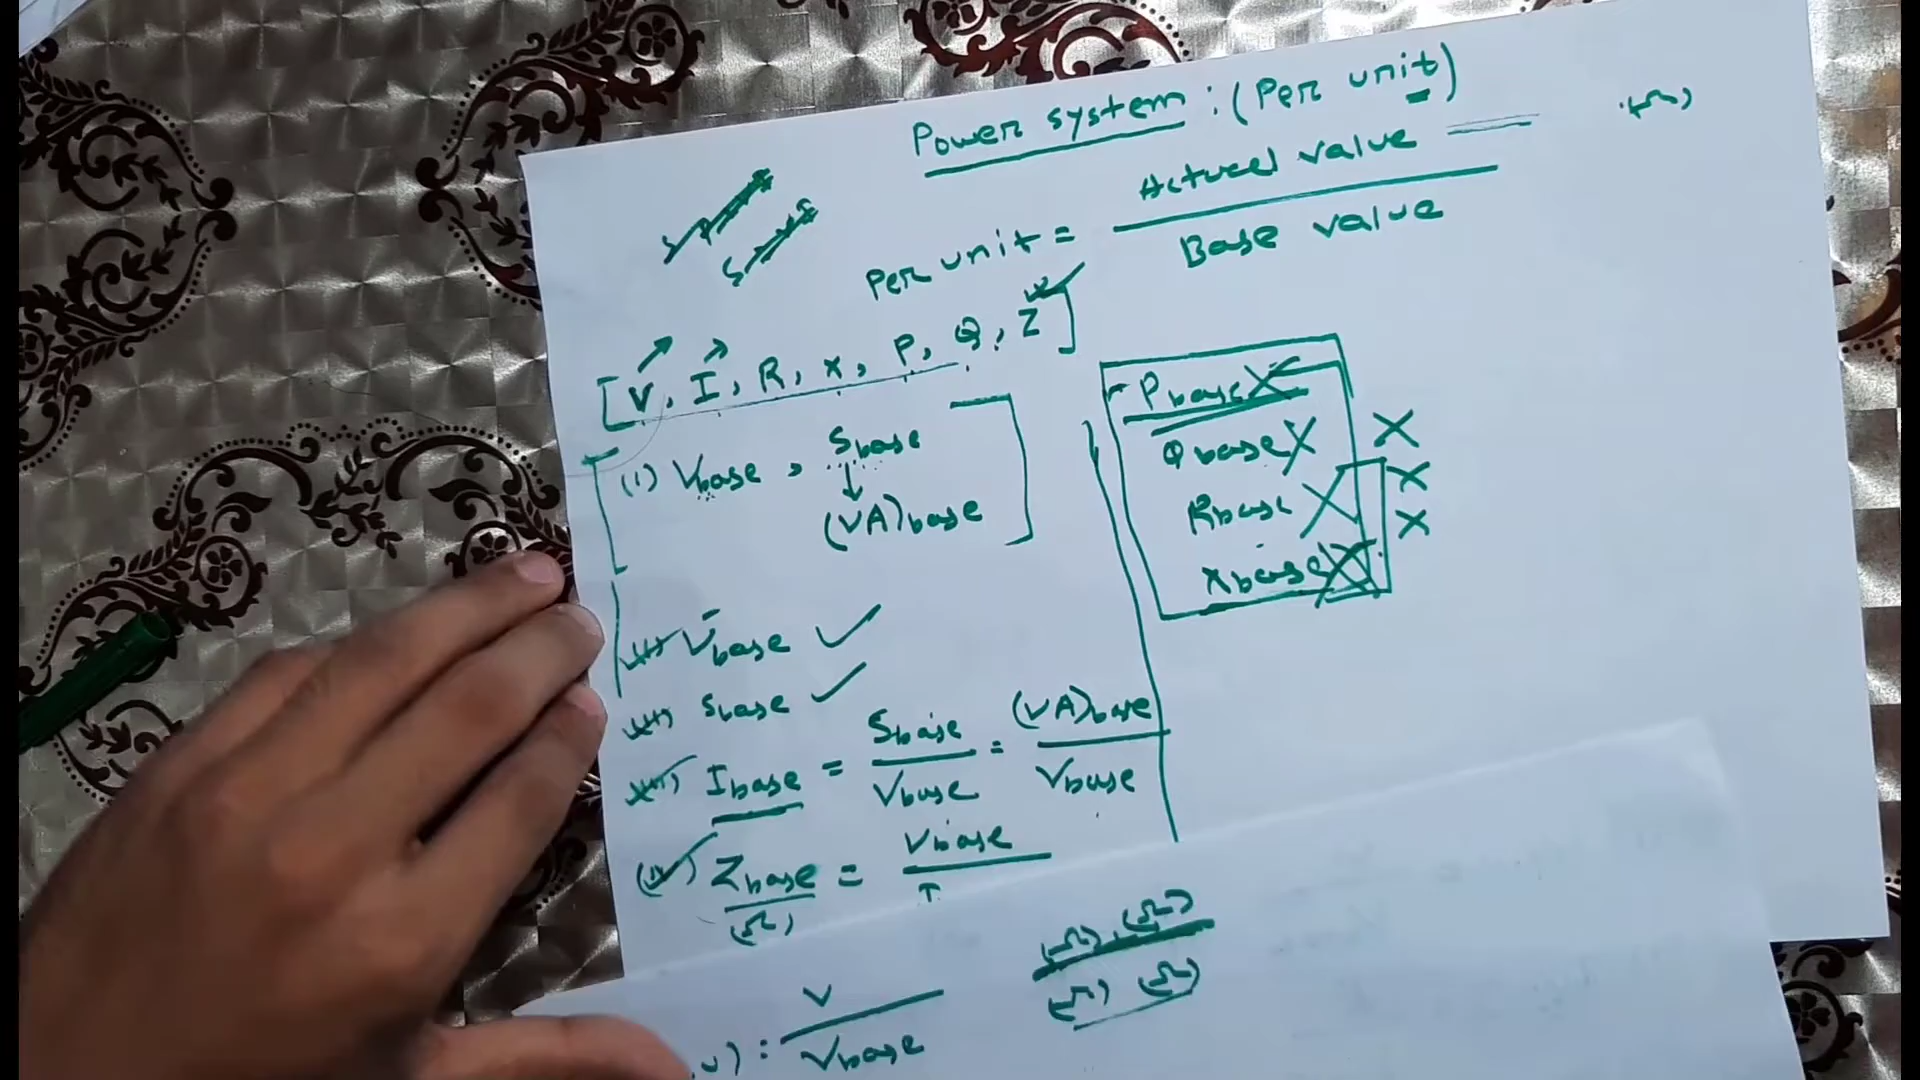 Power system : (Per unit)
(Ω)
Per unit = Actual value / Base value
[V, I, R, X, P, Q, Z]
(i) Vbase, Sbase
↓
(VA)base
Pbase X
Qbase X
Rbase X
Xbase X
X
X
X
Vbase ✓
Sbase ✓
Ibase = Sbase / Vbase = (VA)base / Vbase
(iv) Zbase = Vbase / I
(Ω)
(Ω), (Ω)
(Ω) (Ω)
.u) : V / Vbase